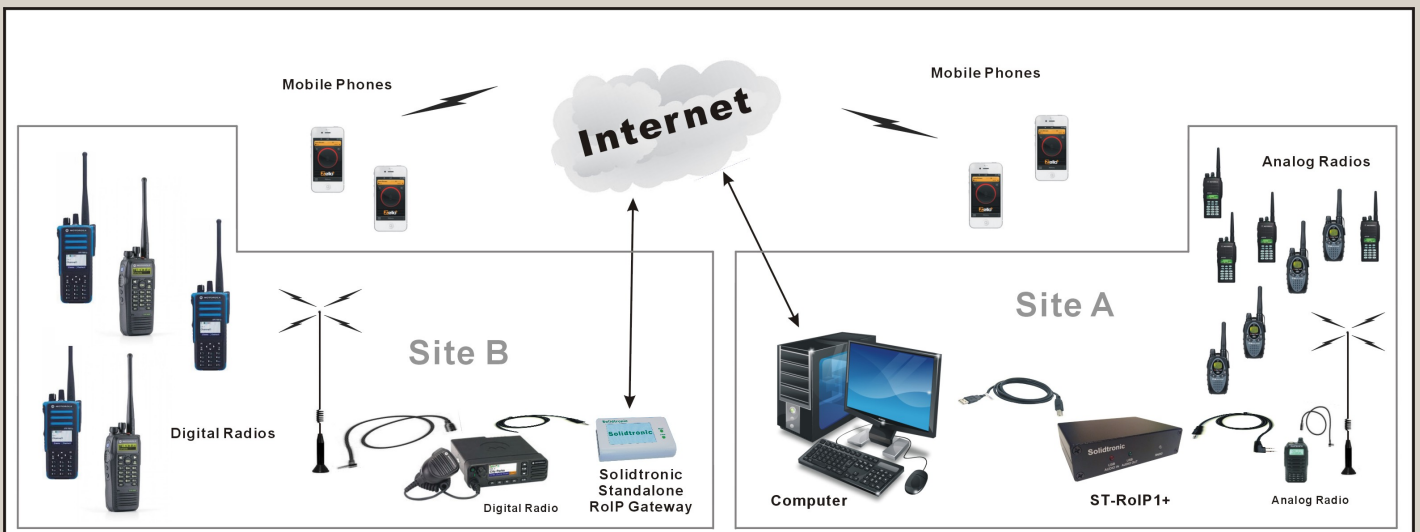 Mobile Phones
Internet
Mobile Phones
Analog Radios
Site B
Site A
Digital Radios
Solidtronic
Solidtronic
Standalone
RoIP Gateway
Digital Radio
Computer
Solidtronic
ST-RoIP1+
Analog Radio